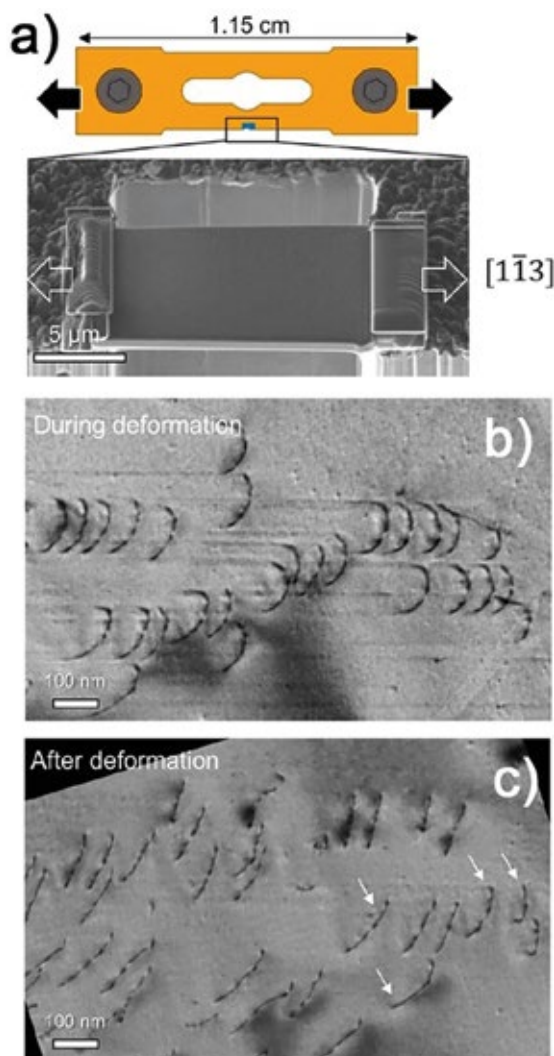 a)
1.15 cm
[11̅3]
5 µm
During deformation
b)
100 nm
After deformation
c)
100 nm